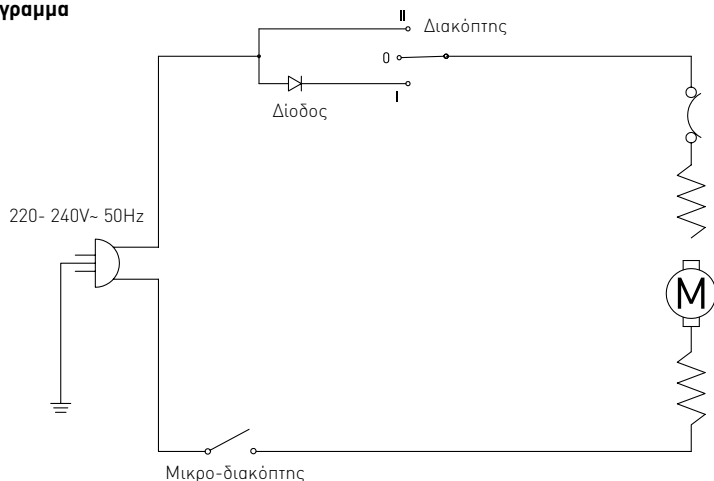 γραμμα
II
Διακόπτης
0
I
Δίοδος
220- 240V~ 50Hz
M
Μικρο-διακόπτης